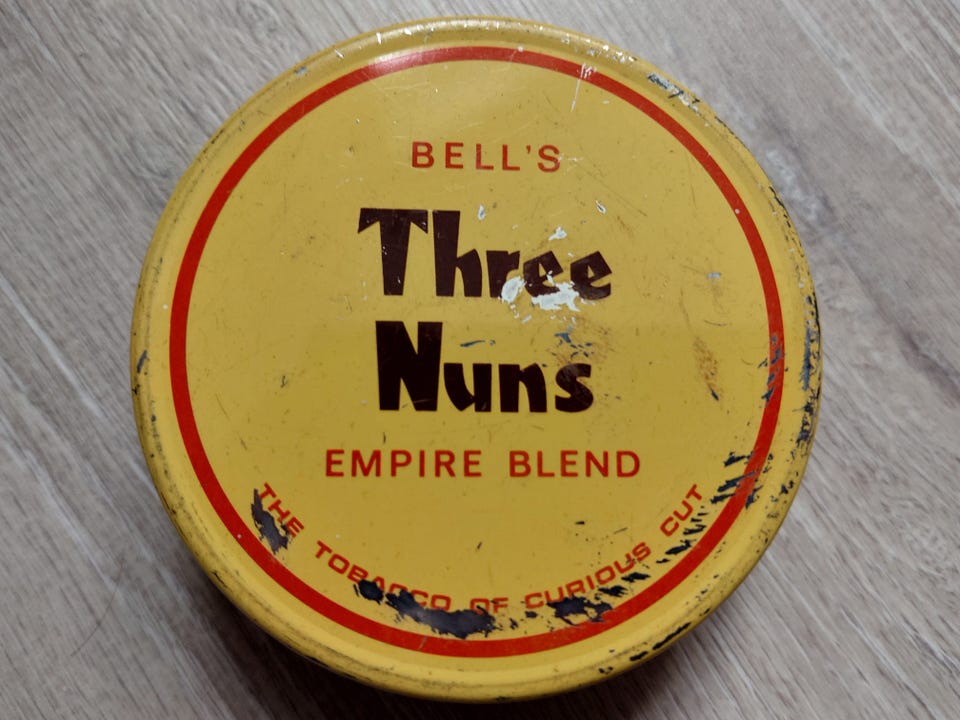 BELL'S
Three
Nuns
EMPIRE BLEND
THE TOBACCO OF CURIOUS CUT